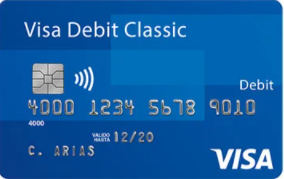 Visa Debit Classic
Debit
4000 1234 5678 9010
4000
VALIDO HASTA 12/20
C. ARIAS
VISA